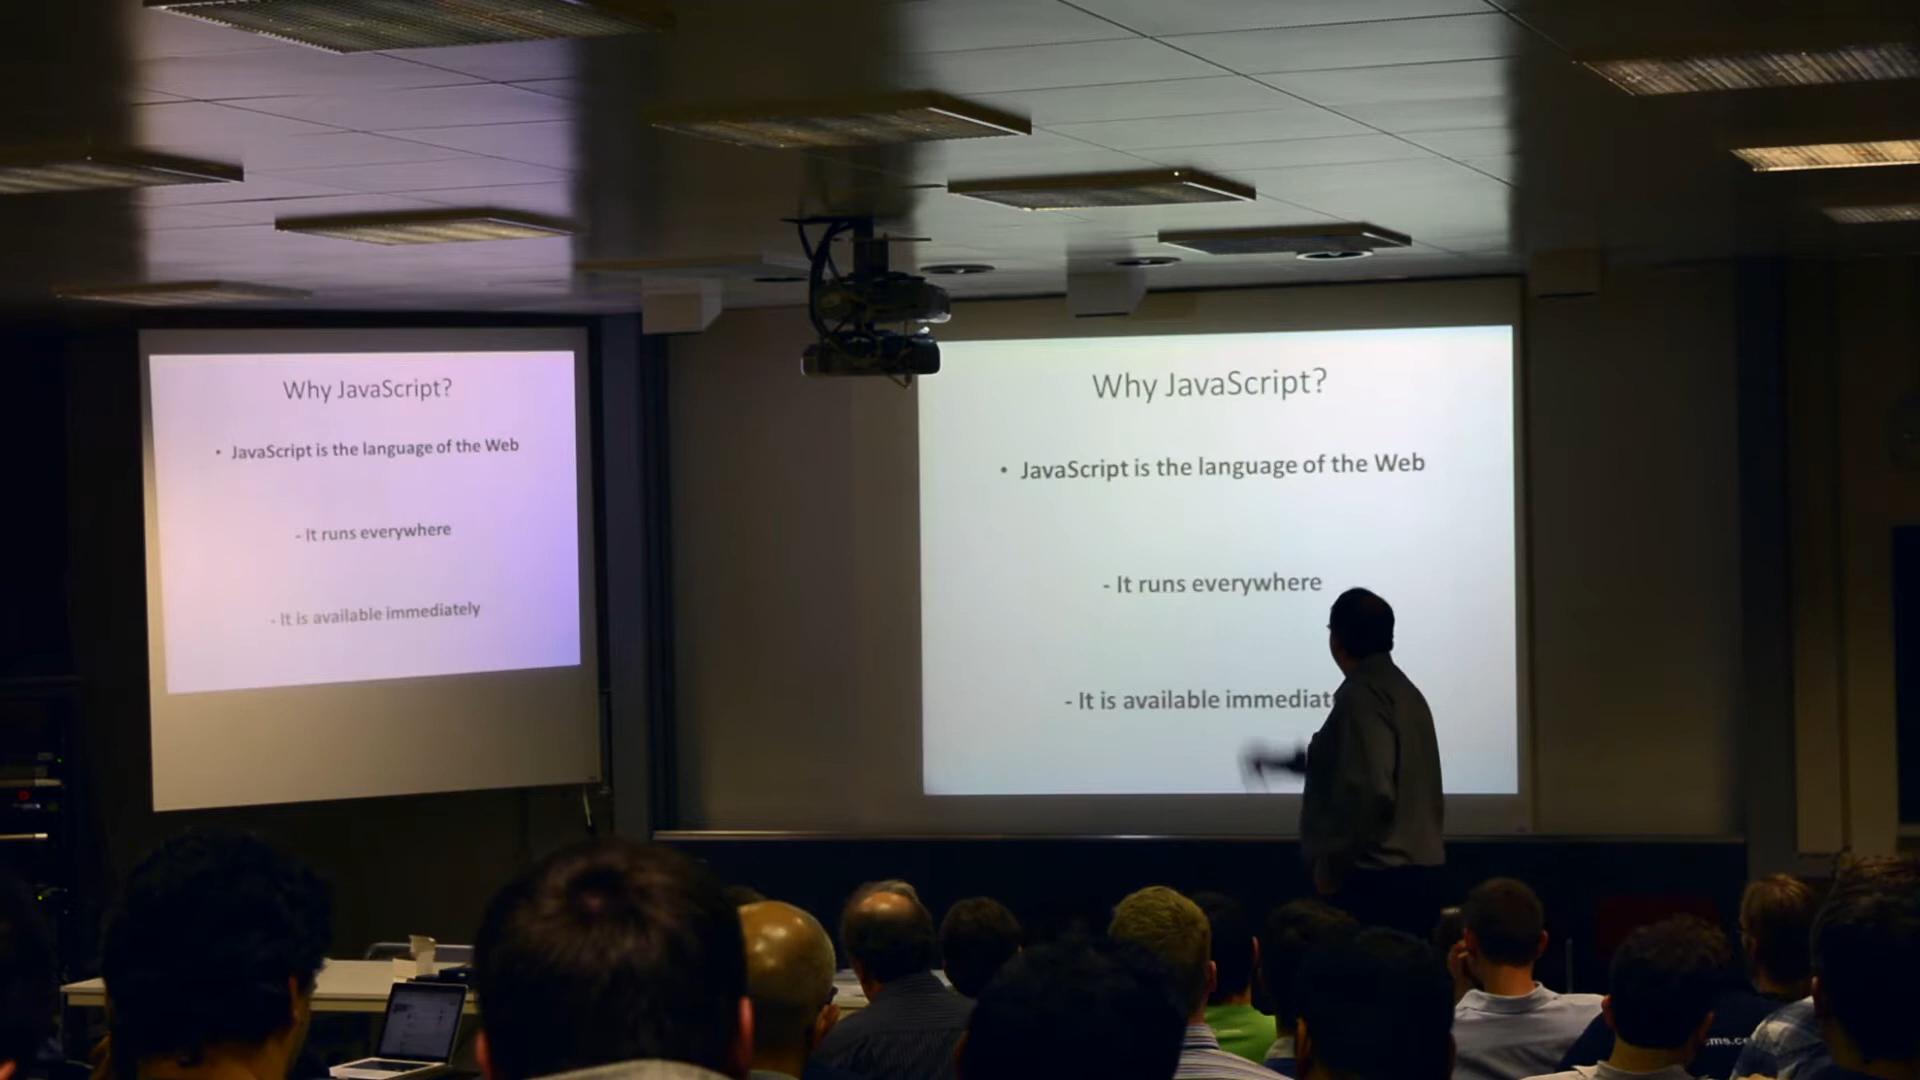 Why JavaScript?
• JavaScript is the language of the Web
- It runs everywhere
- It is available immediately
Why JavaScript?
• JavaScript is the language of the Web
- It runs everywhere
- It is available immediat